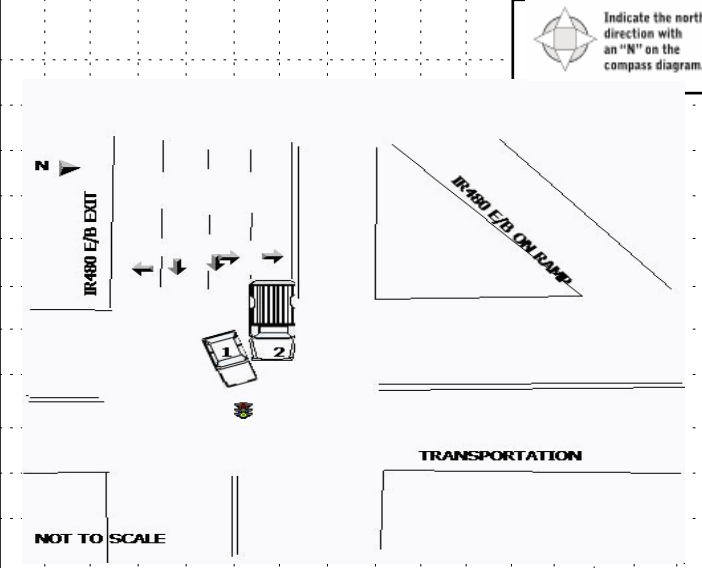 Indicate the north
direction with
an "N" on the
compass diagram.
N
IR480 E/B EXIT
IR480 E/B ON RAMP
1
2
TRANSPORTATION
NOT TO SCALE